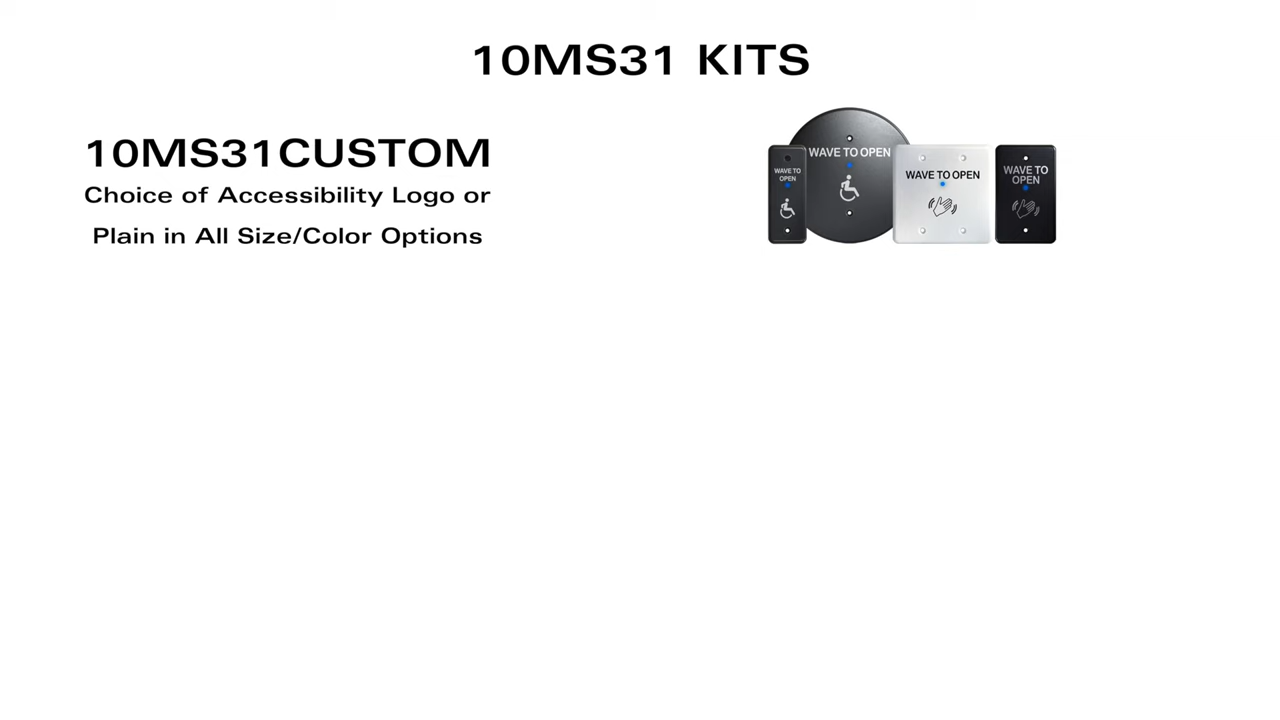 10MS31 KITS
10MS31CUSTOM
Choice of Accessibility Logo or
Plain in All Size/Color Options
WAVE TO
OPEN
WAVE TO OPEN
WAVE TO OPEN
WAVE TO
OPEN